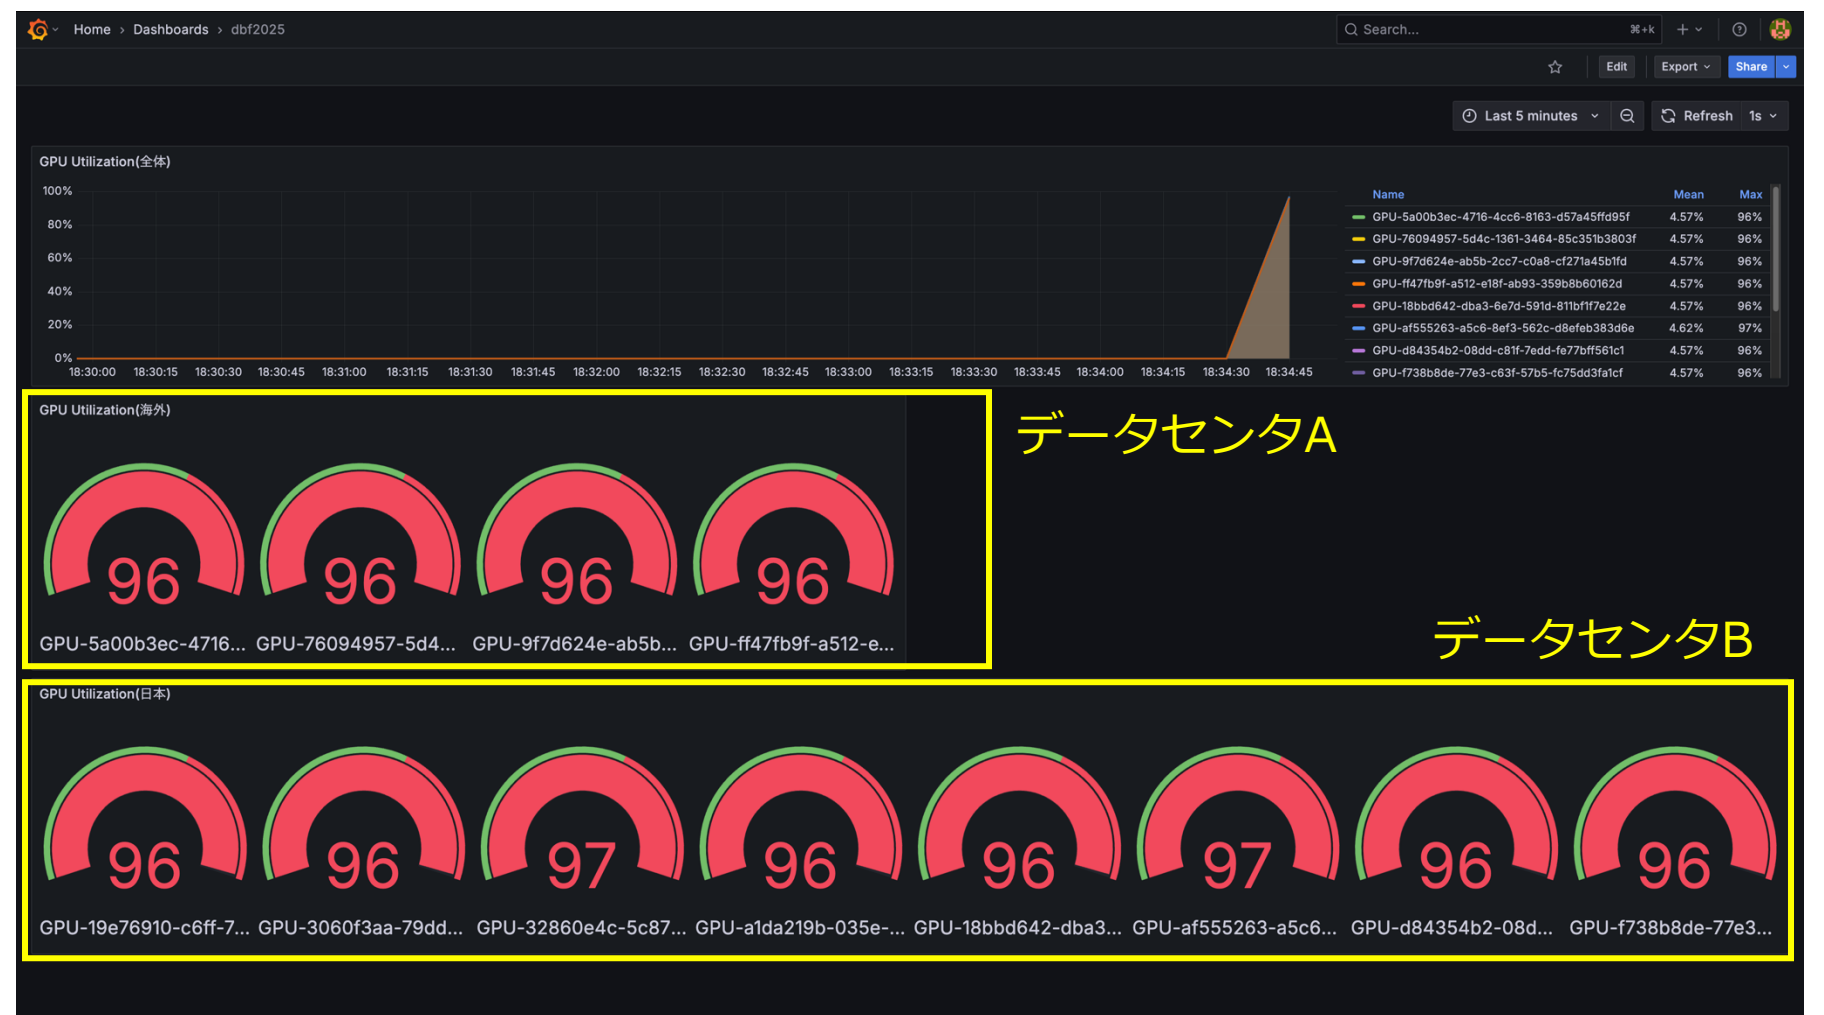 Home › Dashboards › dbf2025
Search... ⌘+k
Edit Export Share
Last 5 minutes Refresh 1s
GPU Utilization(全体)
100%
80%
60%
40%
20%
0%
18:30:00 18:30:15 18:30:30 18:30:45 18:31:00 18:31:15 18:31:30 18:31:45 18:32:00 18:32:15 18:32:30 18:32:45 18:33:00 18:33:15 18:33:30 18:33:45 18:34:00 18:34:15 18:34:30 18:34:45
Name Mean Max
GPU-5a00b3ec-4716-4cc6-8163-d57a45ffd95f 4.57% 96%
GPU-76094957-5d4c-1361-3464-85c351b3803f 4.57% 96%
GPU-9f7d624e-ab5b-2cc7-c0a8-cf271a45b1fd 4.57% 96%
GPU-ff47fb9f-a512-e18f-ab93-359b8b60162d 4.57% 96%
GPU-18bbd642-dba3-6e7d-591d-811bf1f7e22e 4.57% 96%
GPU-af555263-a5c6-8ef3-562c-d8efeb383d6e 4.62% 97%
GPU-d84354b2-08dd-c81f-7edd-fe77bff561c1 4.57% 96%
GPU-f738b8de-77e3-c63f-57b5-fc75dd3fa1cf 4.57% 96%
GPU Utilization(海外)
データセンタA
96 96 96 96
GPU-5a00b3ec-4716... GPU-76094957-5d4... GPU-9f7d624e-ab5b... GPU-ff47fb9f-a512-e...
データセンタB
GPU Utilization(日本)
96 96 97 96 96 97 96 96
GPU-19e76910-c6ff-7... GPU-3060f3aa-79dd... GPU-32860e4c-5c87... GPU-a1da219b-035e-... GPU-18bbd642-dba3... GPU-af555263-a5c6... GPU-d84354b2-08d... GPU-f738b8de-77e3...